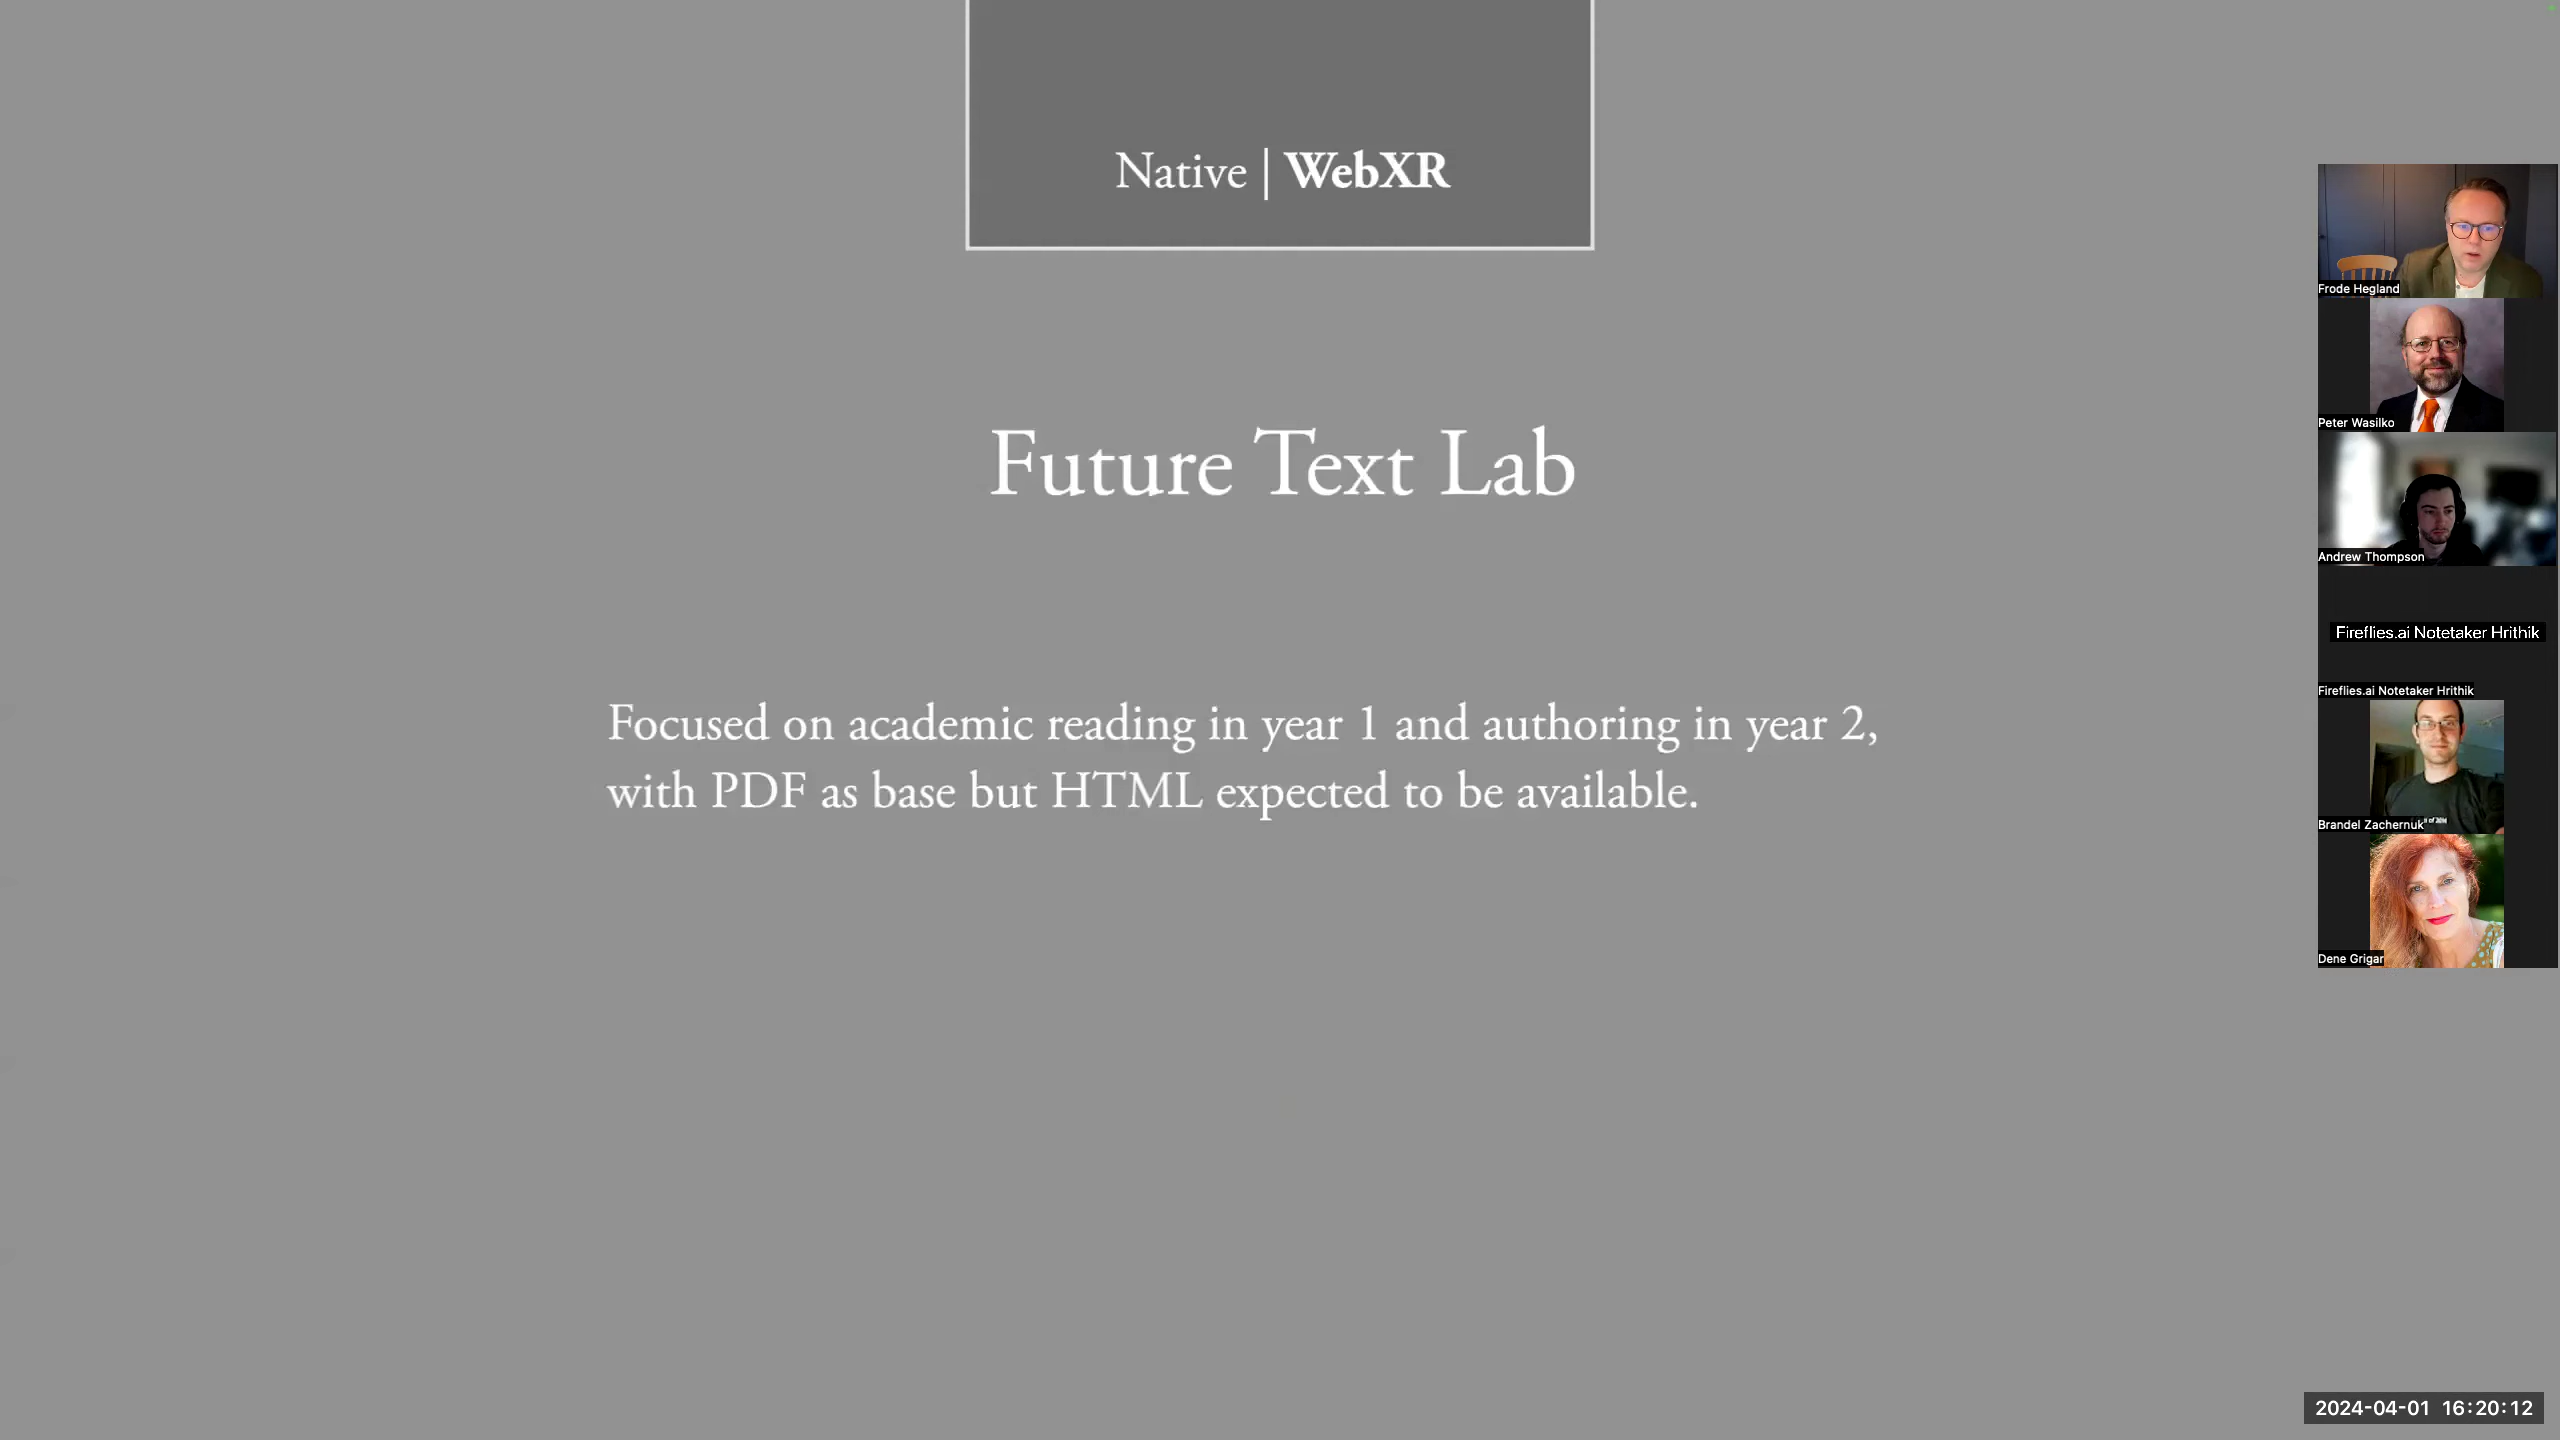 Native | WebXR
Future Text Lab
Focused on academic reading in year 1 and authoring in year 2,
with PDF as base but HTML expected to be available.
Frode Hegland
Peter Wasilko
Andrew Thompson
Fireflies.ai Notetaker Hrithik
Fireflies.ai Notetaker Hrithik
Brandel Zachernuk
Dene Grigar
2024-04-01 16:20:12